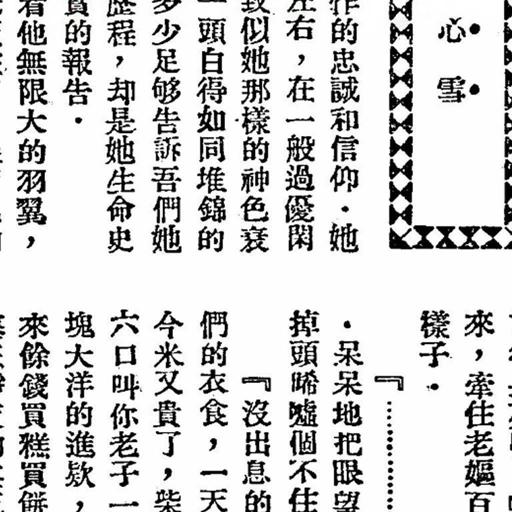 心雪
作的忠誠和信仰．她
左右，在一般過優閑
致似她那樣的神色衰
一頭白得如同堆錦的
多少足够告訴吾們她
歷程，却是她生命史
實的報告．
着他無限大的羽翼，
來，牽住老嫗百
樣子．
『……………
．呆呆地把眼望
掉頭唏噓個不住
『沒出息的
們的衣食，一天
今米又貴了，柴
六口叫你老子一
塊大洋的進欵，
來餘錢買糕買餅